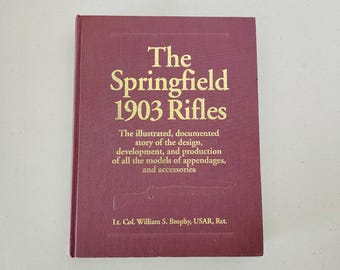 The
Springfield
1903 Rifles
The illustrated, documented
story of the design,
development, and production
of all the models of appendages,
and accessories
Lt. Col. William S. Brophy, USAR, Ret.